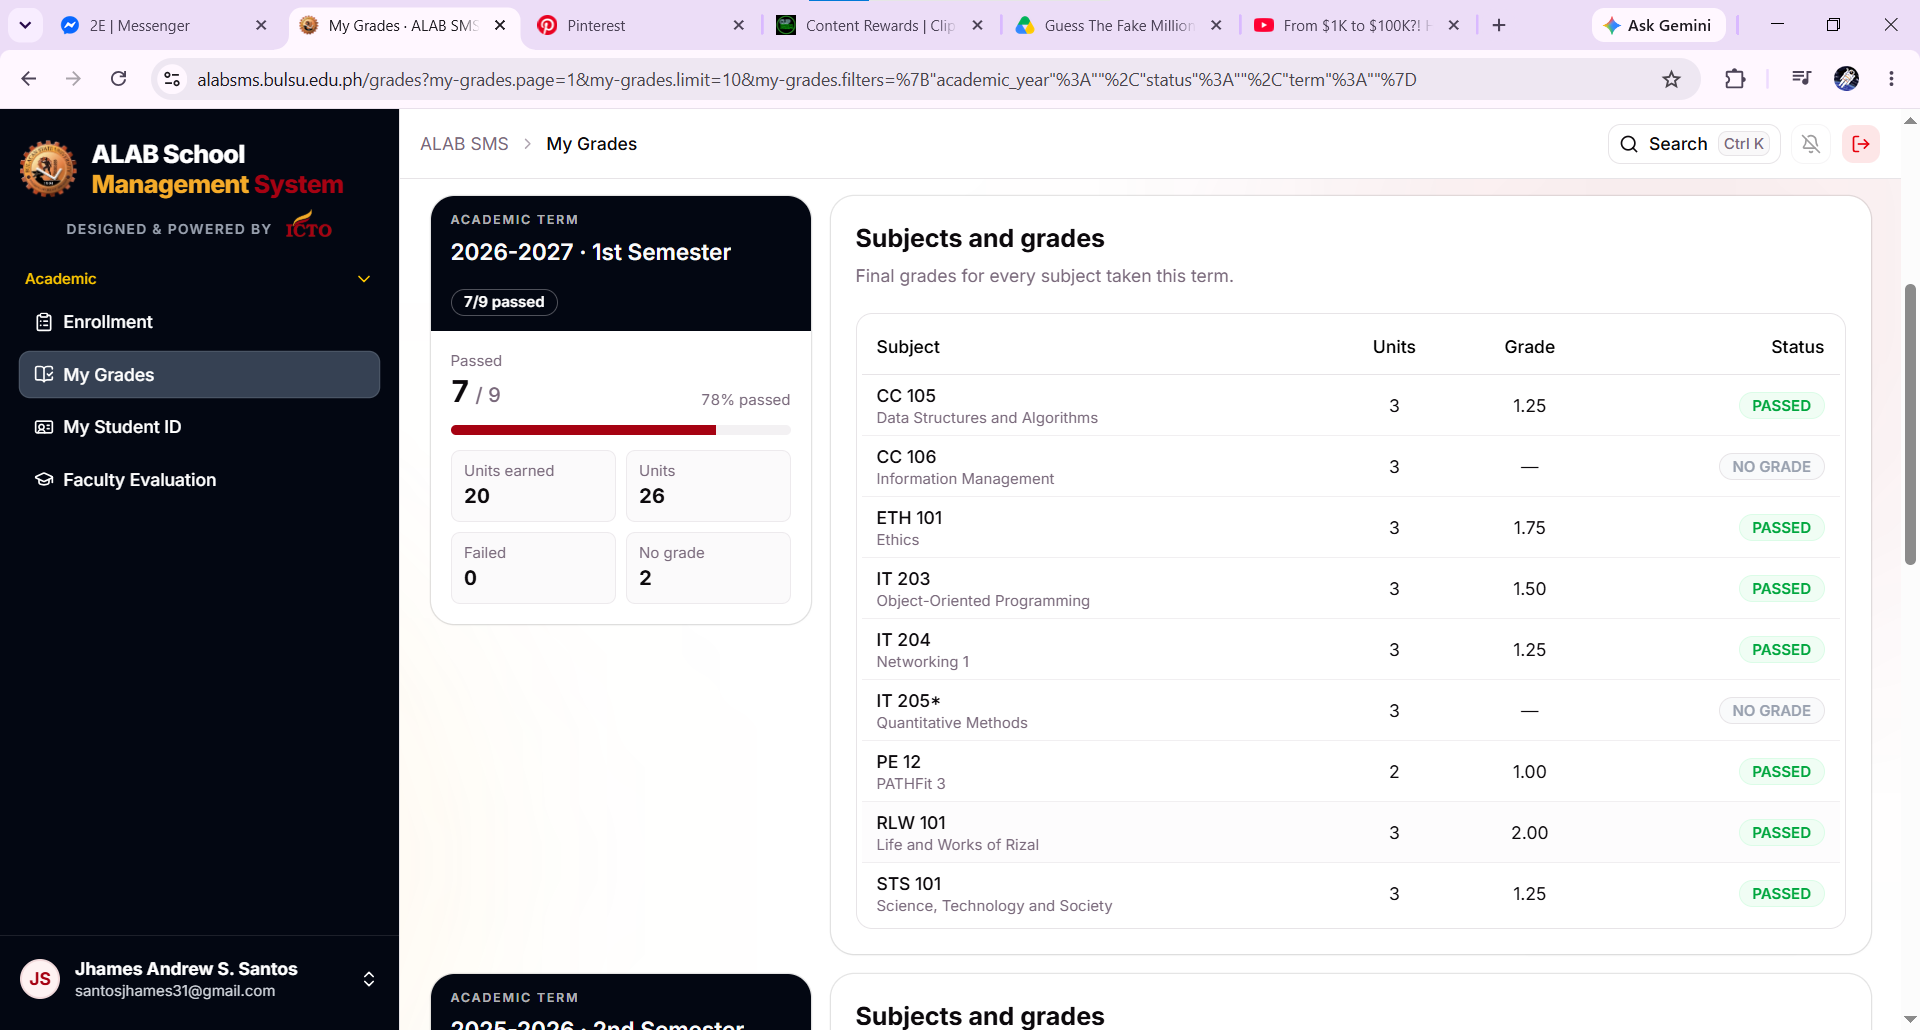 2E | Messenger
My Grades · ALAB SMS
Pinterest
Content Rewards | Clip
Guess The Fake Million
From $1K to $100K?!
Ask Gemini
alabsms.bulsu.edu.ph/grades?my-grades.page=1&my-grades.limit=10&my-grades.filters=%7B"academic_year"%3A""%2C"status"%3A""%2C"term"%3A""%7D
ALAB School
Management System
DESIGNED & POWERED BY ICTO
Academic
Enrollment
My Grades
My Student ID
Faculty Evaluation
JS
Jhames Andrew S. Santos
santosjhames31@gmail.com
ALAB SMS > My Grades
Search Ctrl K
ACADEMIC TERM
2026-2027 · 1st Semester
7/9 passed
Passed
7 / 9
78% passed
Units earned
20
Units
26
Failed
0
No grade
2
Subjects and grades
Final grades for every subject taken this term.
Subject Units Grade Status
CC 105
Data Structures and Algorithms
3 1.25 PASSED
CC 106
Information Management
3 — NO GRADE
ETH 101
Ethics
3 1.75 PASSED
IT 203
Object-Oriented Programming
3 1.50 PASSED
IT 204
Networking 1
3 1.25 PASSED
IT 205*
Quantitative Methods
3 — NO GRADE
PE 12
PATHFit 3
2 1.00 PASSED
RLW 101
Life and Works of Rizal
3 2.00 PASSED
STS 101
Science, Technology and Society
3 1.25 PASSED
ACADEMIC TERM
2025-2026 · 2nd Semester
Subjects and grades